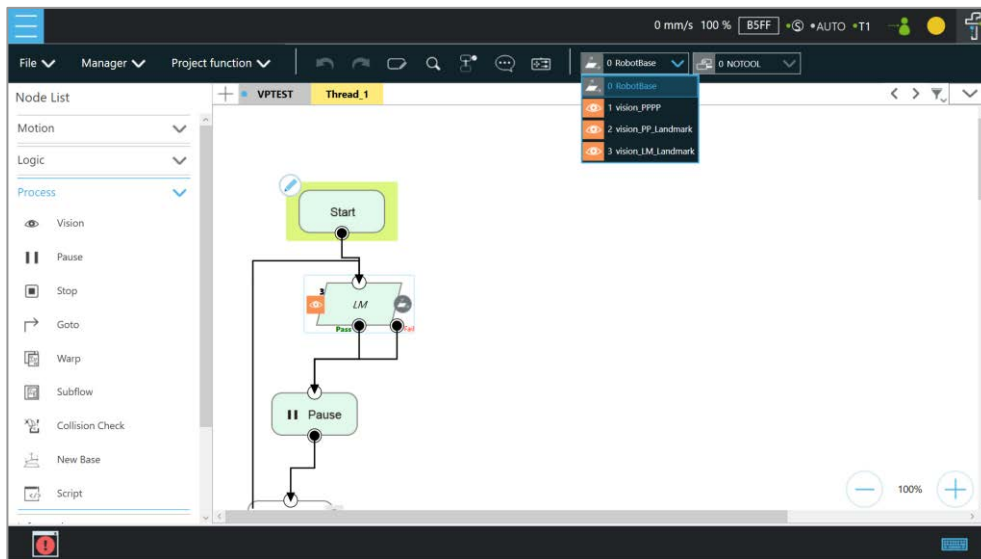 0 mm/s 100 % B5FF S AUTO T1
File Manager Project function 0 RobotBase 0 NOTOOL
0 RobotBase
1 vision_PPPP
2 vision_PP_Landmark
3 vision_LM_Landmark
Node List
VPTEST Thread_1
Motion
Logic
Process
Vision
Pause
Stop
Goto
Warp
Subflow
Collision Check
New Base
Script
Start
3
LM
Pass Fail
Pause
100%